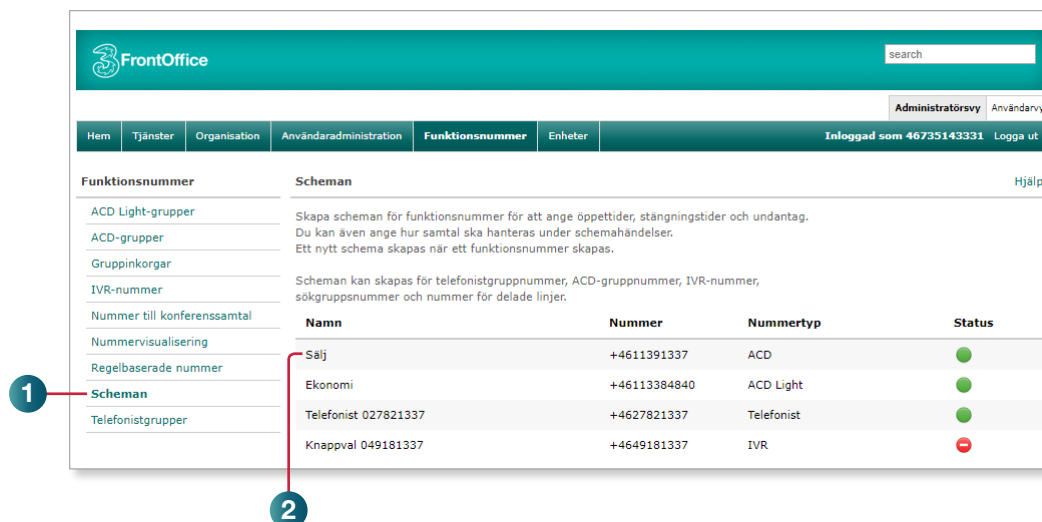 3FrontOffice
search
Administratörsvy Användarvy
Hem Tjänster Organisation Användaradministration Funktionsnummer Enheter Inloggad som 46735143331 Logga ut
Funktionsnummer
ACD Light-grupper
ACD-grupper
Gruppinkorgar
IVR-nummer
Nummer till konferenssamtal
Nummervisualisering
Regelbaserade nummer
Scheman
Telefonistgrupper
1
Scheman Hjälp
Skapa scheman för funktionsnummer för att ange öppettider, stängningstider och undantag.
Du kan även ange hur samtal ska hanteras under schemahändelser.
Ett nytt schema skapas när ett funktionsnummer skapas.
Scheman kan skapas för telefonistgruppnummer, ACD-gruppnummer, IVR-nummer,
sökgruppsnummer och nummer för delade linjer.
Namn Nummer Nummertyp Status
Sälj +4611391337 ACD
Ekonomi +46113384840 ACD Light
Telefonist 027821337 +4627821337 Telefonist
Knappval 049181337 +4649181337 IVR
2